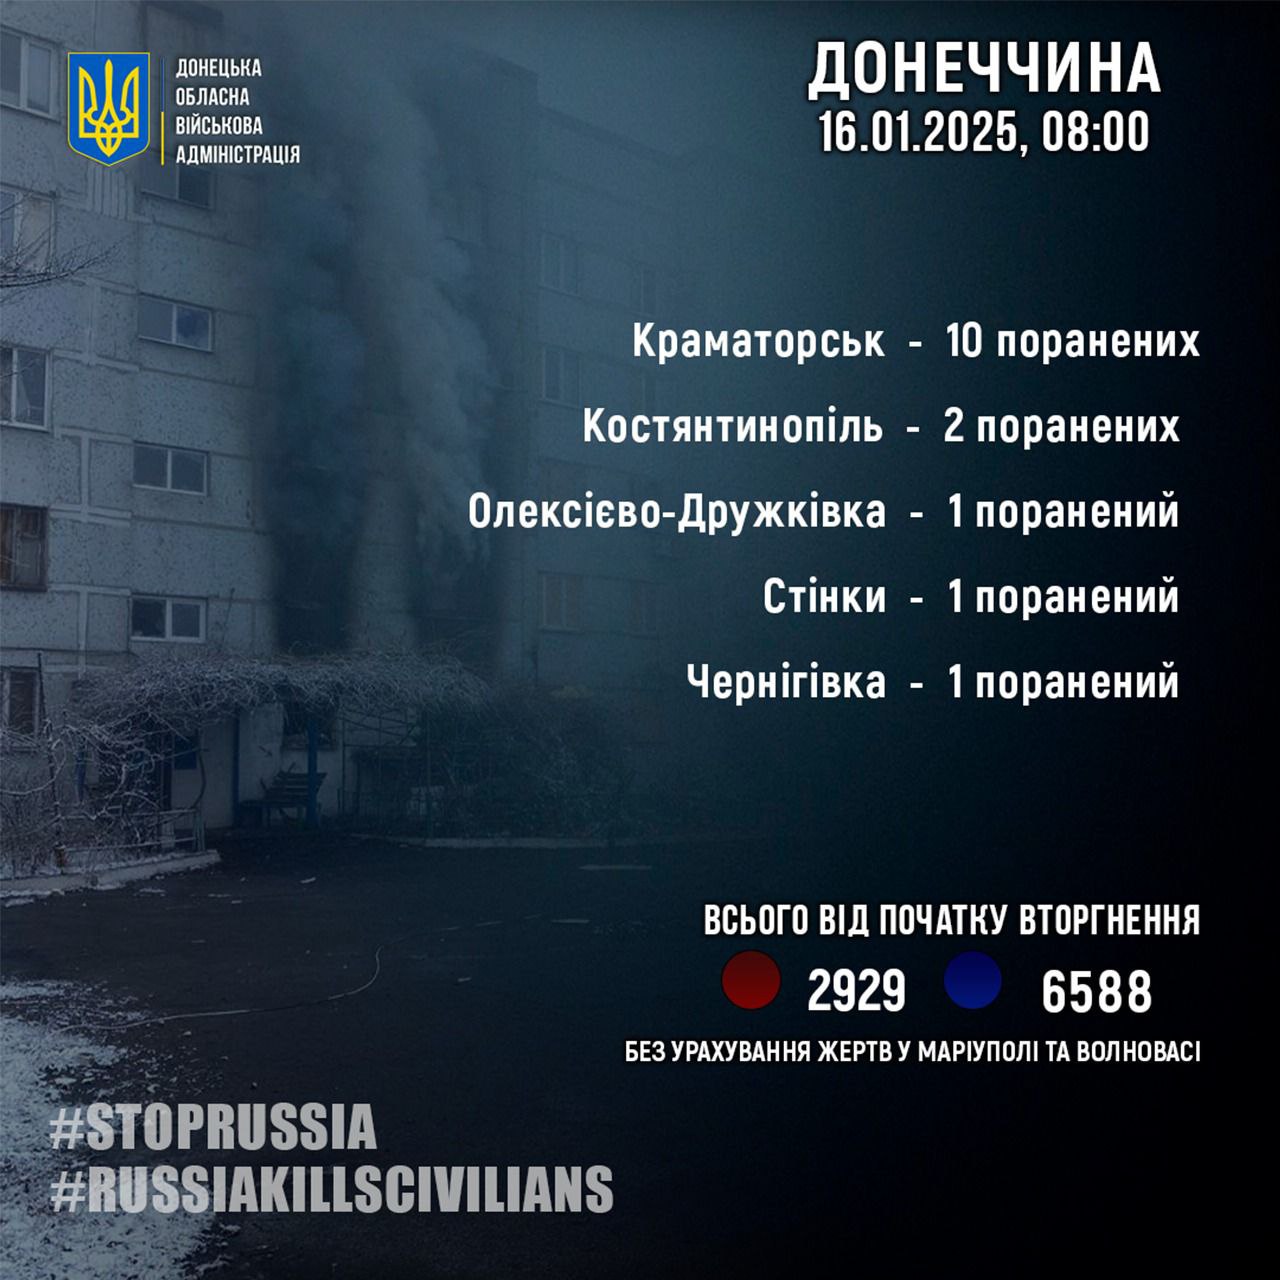 ДОНЕЦЬКА
ОБЛАСНА
ВІЙСЬКОВА
АДМІНІСТРАЦІЯ
ДОНЕЧЧИНА
16.01.2025, 08:00
Краматорськ - 10 поранених
Костянтинопіль - 2 поранених
Олексієво-Дружківка - 1 поранений
Стінки - 1 поранений
Чернігівка - 1 поранений
ВСЬОГО ВІД ПОЧАТКУ ВТОРГНЕННЯ
2929 6588
БЕЗ УРАХУВАННЯ ЖЕРТВ У МАРІУПОЛІ ТА ВОЛНОВАСІ
#STOPRUSSIA
#RUSSIAKILLSCIVILIANS